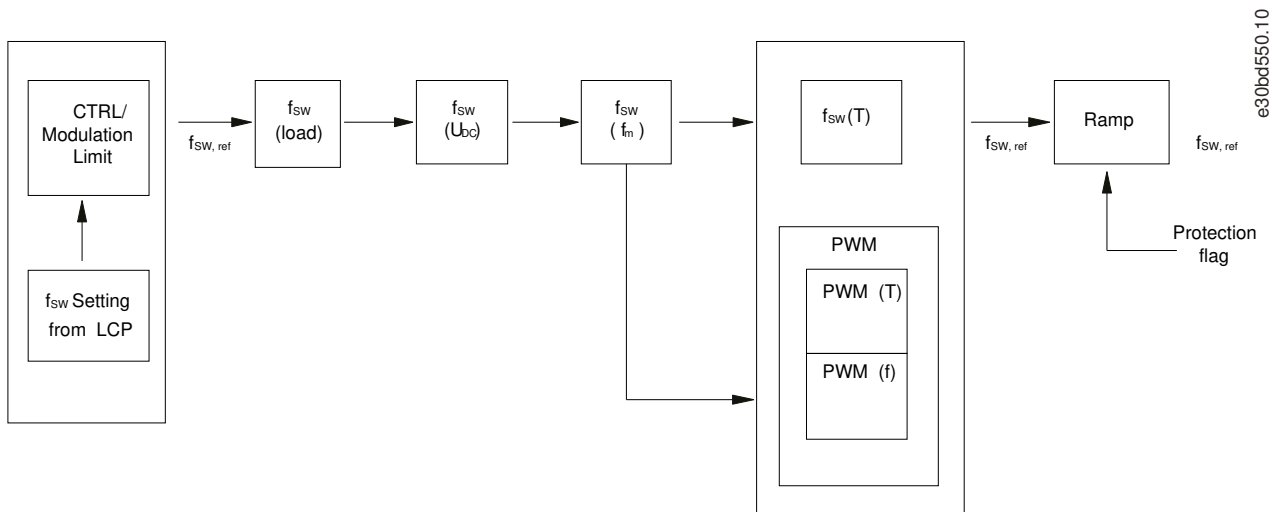 CTRL/
Modulation
Limit
fSW Setting
from LCP
fSW, ref
fSW
(load)
fSW
(UDC)
fSW
( fm )
fSW (T)
PWM
PWM (T)
PWM (f)
fSW, ref
Ramp
fSW, ref
Protection
flag
e30bd550.10